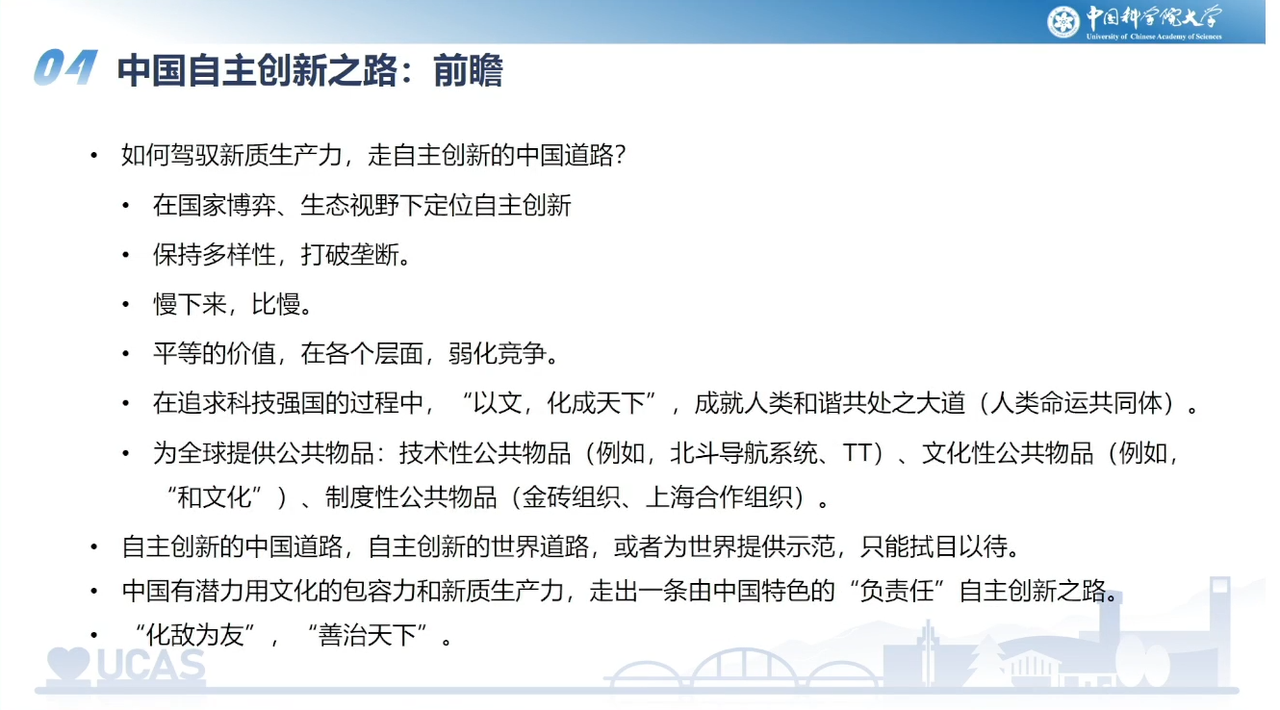 中国科学院大学
University of Chinese Academy of Sciences
04 中国自主创新之路：前瞻
• 如何驾驭新质生产力，走自主创新的中国道路？
• 在国家博弈、生态视野下定位自主创新
• 保持多样性，打破垄断。
• 慢下来，比慢。
• 平等的价值，在各个层面，弱化竞争。
• 在追求科技强国的过程中，“以文，化成天下”，成就人类和谐共处之大道（人类命运共同体）。
• 为全球提供公共物品：技术性公共物品（例如，北斗导航系统、TT）、文化性公共物品（例如，
“和文化”）、制度性公共物品（金砖组织、上海合作组织）。
• 自主创新的中国道路，自主创新的世界道路，或者为世界提供示范，只能拭目以待。
• 中国有潜力用文化的包容力和新质生产力，走出一条由中国特色的“负责任”自主创新之路。
• “化敌为友”，“善治天下”。
UCAS